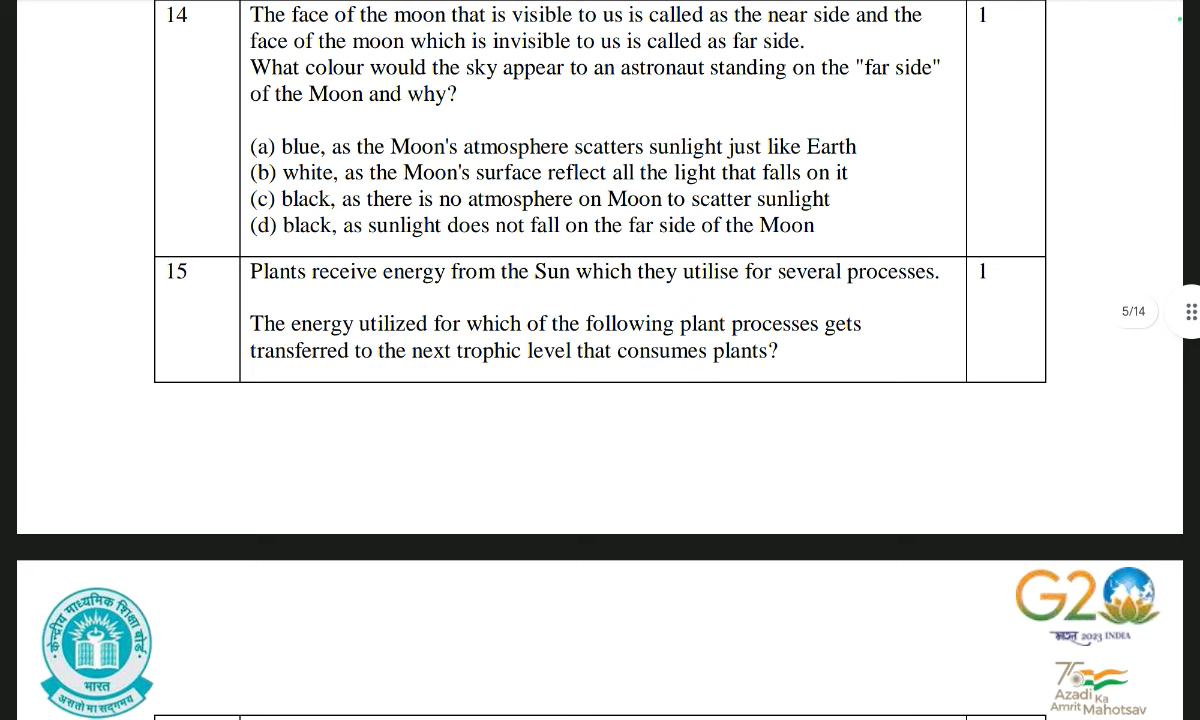 14
The face of the moon that is visible to us is called as the near side and the
1
face of the moon which is invisible to us is called as far side.
What colour would the sky appear to an astronaut standing on the "far side"
of the Moon and why?
(a) blue, as the Moon's atmosphere scatters sunlight just like Earth
(b) white, as the Moon's surface reflect all the light that falls on it
(c) black, as there is no atmosphere on Moon to scatter sunlight
(d) black, as sunlight does not fall on the far side of the Moon
15
Plants receive energy from the Sun which they utilise for several processes.
1
The energy utilized for which of the following plant processes gets
transferred to the next trophic level that consumes plants?
5/14
केन्द्रीय माध्यमिक शिक्षा बोर्ड
भारत
असतो मा सद्गमय
G20
भारत 2023 INDIA
75
Azadi Ka
Amrit Mahotsav